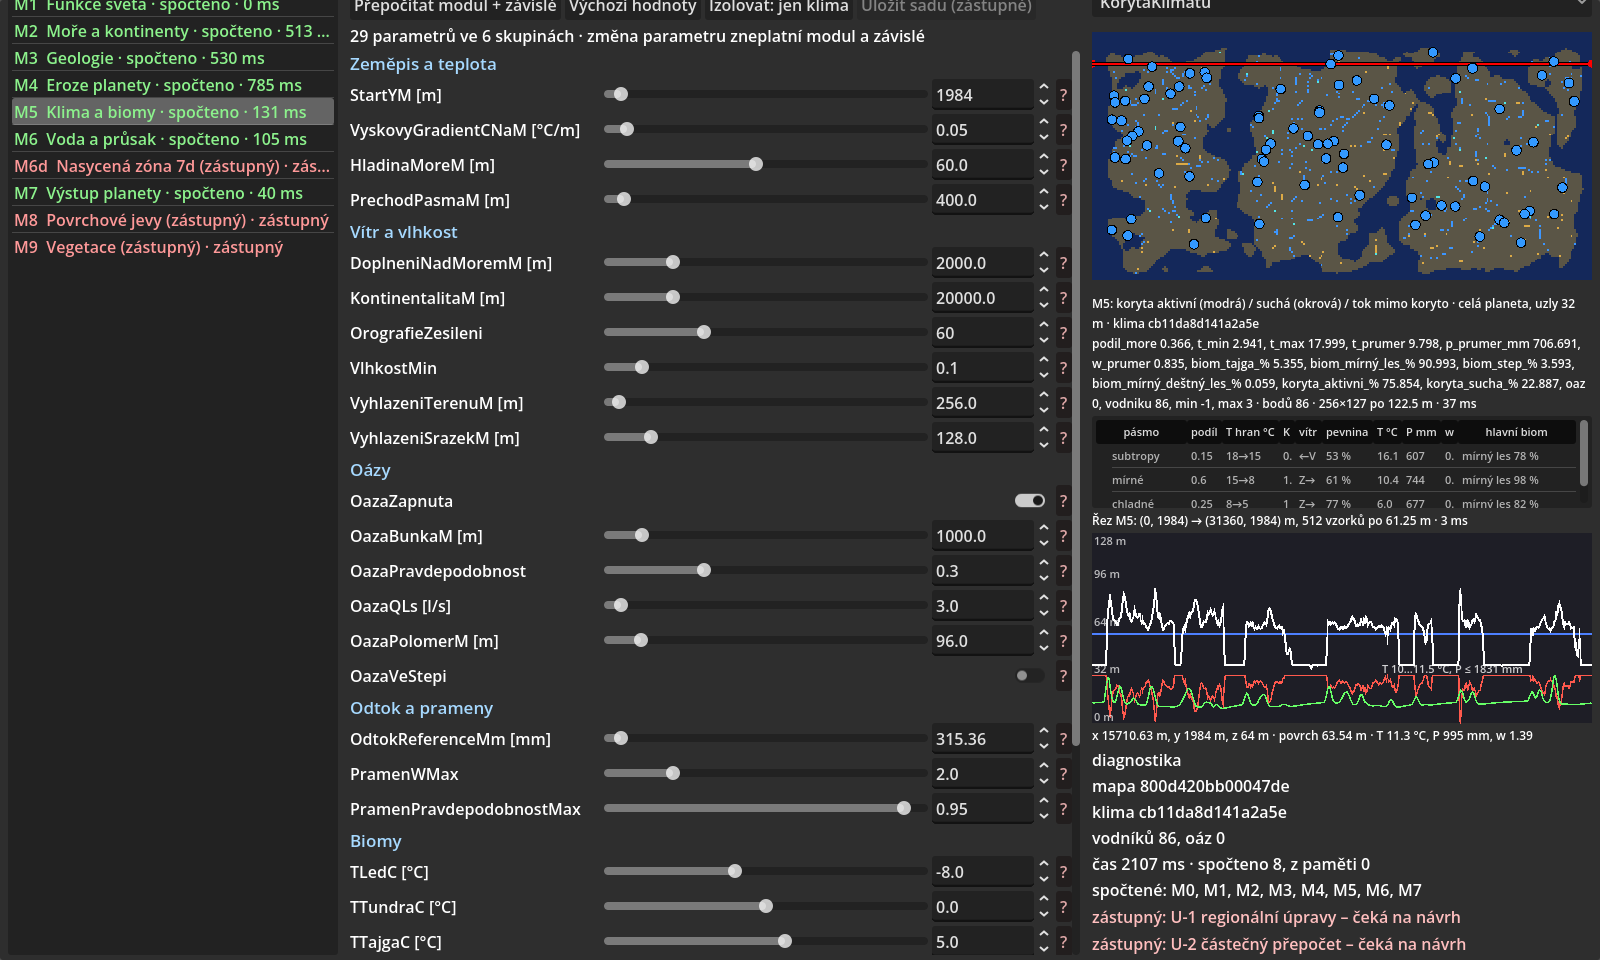 M1 Funkce světa · spočteno · 0 ms
M2 Moře a kontinenty · spočteno · 513 ...
M3 Geologie · spočteno · 530 ms
M4 Eroze planety · spočteno · 785 ms
M5 Klima a biomy · spočteno · 131 ms
M6 Voda a průsak · spočteno · 105 ms
M6d Nasycená zóna 7d (zástupný) · zás...
M7 Výstup planety · spočteno · 40 ms
M8 Povrchové jevy (zástupný) · zástupný
M9 Vegetace (zástupný) · zástupný
Přepočítat modul + závislé Výchozí hodnoty Izolovat: jen klima Uložit sadu (zástupné)
29 parametrů ve 6 skupinách · změna parametru zneplatní modul a závislé
Zeměpis a teplota
StartYM [m] 1984 ?
VyskovyGradientCNaM [°C/m] 0.05 ?
HladinaMoreM [m] 60.0 ?
PrechodPasmaM [m] 400.0 ?
Vítr a vlhkost
DoplneniNadMoremM [m] 2000.0 ?
KontinentalitaM [m] 20000.0 ?
OrografieZesileni 60 ?
VlhkostMin 0.1 ?
VyhlazeniTerenuM [m] 256.0 ?
VyhlazeniSrazekM [m] 128.0 ?
Oázy
OazaZapnuta ?
OazaBunkaM [m] 1000.0 ?
OazaPravdepodobnost 0.3 ?
OazaQLs [l/s] 3.0 ?
OazaPolomerM [m] 96.0 ?
OazaVeStepi ?
Odtok a prameny
OdtokReferenceMm [mm] 315.36 ?
PramenWMax 2.0 ?
PramenPravdepodobnostMax 0.95 ?
Biomy
TLedC [°C] -8.0 ?
TTundraC [°C] 0.0 ?
TTajgaC [°C] 5.0 ?
KorytaKlimatu
M5: koryta aktivní (modrá) / suchá (okrová) / tok mimo koryto · celá planeta, uzly 32
m · klima cb11da8d141a2a5e
podil_more 0.366, t_min 2.941, t_max 17.999, t_prumer 9.798, p_prumer_mm 706.691,
w_prumer 0.835, biom_tajga_% 5.355, biom_mírný_les_% 90.993, biom_step_% 3.593,
biom_mírný_deštný_les_% 0.059, koryta_aktivni_% 75.854, koryta_sucha_% 22.887, oaz
0, vodniku 86, min -1, max 3 · bodů 86 · 256×127 po 122.5 m · 37 ms
pásmo podíl T hran °C K vítr pevnina T °C P mm w hlavní biom
subtropy 0.15 18→15 0. ←V 53 % 16.1 607 0. mírný les 78 %
mírné 0.6 15→8 1. Z→ 61 % 10.4 744 0. mírný les 98 %
chladné 0.25 8→5 1 Z→ 77 % 6.0 677 0. mírný les 82 %
Řez M5: (0, 1984) → (31360, 1984) m, 512 vzorků po 61.25 m · 3 ms
128 m
96 m
64 m
32 m
T 10...11.5 °C, P ≤ 1831 mm
0 m
x 15710.63 m, y 1984 m, z 64 m · povrch 63.54 m · T 11.3 °C, P 995 mm, w 1.39
diagnostika
mapa 800d420bb00047de
klima cb11da8d141a2a5e
vodníků 86, oáz 0
čas 2107 ms · spočteno 8, z paměti 0
spočtené: M0, M1, M2, M3, M4, M5, M6, M7
zástupný: U-1 regionální úpravy – čeká na návrh
zástupný: U-2 částečný přepočet – čeká na návrh